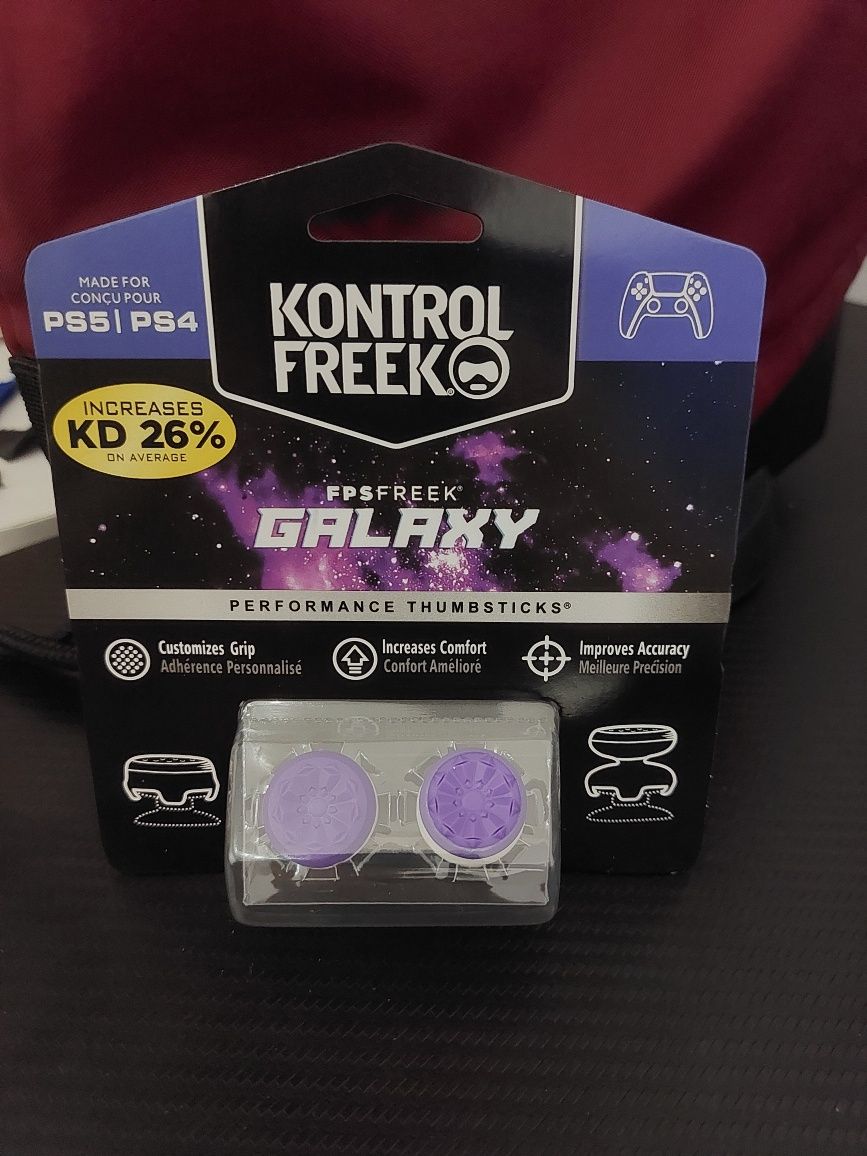 MADE FOR
CONÇU POUR
PS5| PS4
KONTROL
FREEK®
INCREASES
KD 26%
ON AVERAGE
FPSFREEK®
GALAXY
PERFORMANCE THUMBSTICKS®
Customizes Grip
Adhérence Personnalisé
Increases Comfort
Confort Amélioré
Improves Accuracy
Meilleure Precísion